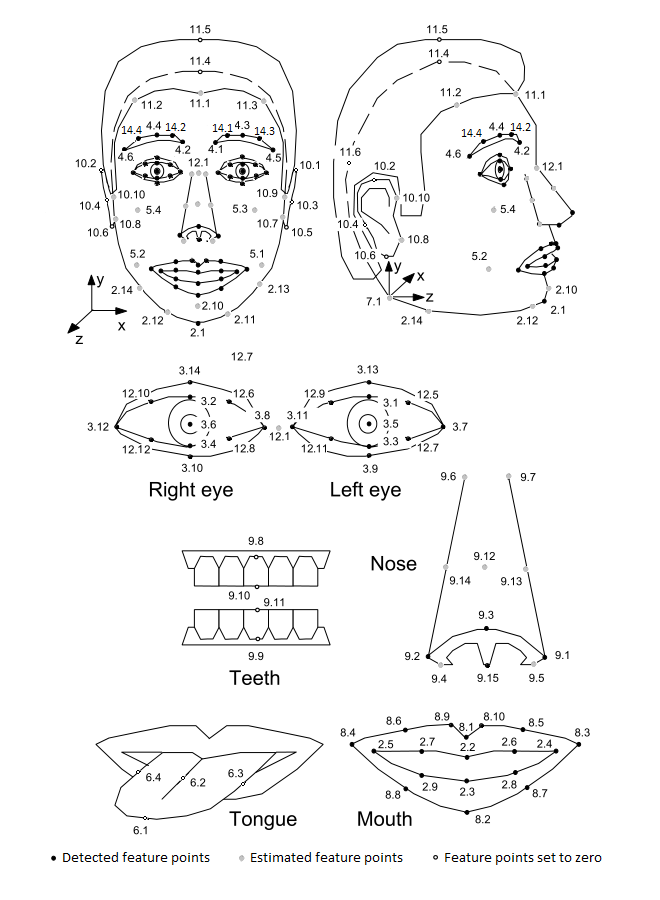 11.5 11.5
11.4 11.4
11.2 11.1 11.3 11.2 11.1
14.4 4.4 14.2 14.1 4.3 14.3 14.4 4.4 14.2
4.6 4.2 4.1 4.5 4.6 4.2
10.2 12.1 10.1 11.6 10.2 12.1
10.10 10.9 10.10
10.4 5.4 5.3 10.3 5.4
10.6 10.8 10.7 10.5 10.4 10.8
5.2 5.1 10.6 5.2
y y x
2.14 2.13 7.1 z 2.10
2.10 2.1
x 2.12 2.11 2.14 2.12
z 2.1
12.7
3.14 3.13
12.10 12.6 12.9 12.5
3.2 3.1
3.12 3.6 3.8 3.11 3.5 3.7
12.1
3.4 3.3
12.12 12.8 12.11 12.7
3.10 3.9
Right eye Left eye
9.6 9.7
9.8
9.12
Nose
9.14 9.13
9.10 9.11
9.3
9.9 9.2 9.1
Teeth 9.4 9.15 9.5
8.6 8.9 8.1 8.10 8.5
8.4 8.3
2.5 2.7 2.2 2.6 2.4
6.4 6.2 6.3
2.9 2.3 2.8
8.8 8.7
6.1 Tongue Mouth 8.2
Detected feature points Estimated feature points Feature points set to zero